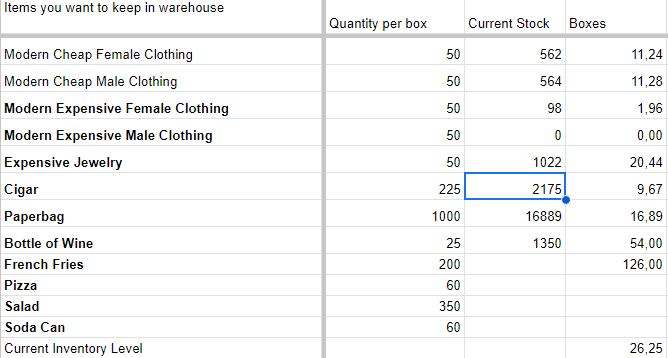 Items you want to keep in warehouse
Quantity per box Current Stock Boxes
Modern Cheap Female Clothing 50 562 11,24
Modern Cheap Male Clothing 50 564 11,28
Modern Expensive Female Clothing 50 98 1,96
Modern Expensive Male Clothing 50 0 0,00
Expensive Jewelry 50 1022 20,44
Cigar 225 2175 9,67
Paperbag 1000 16889 16,89
Bottle of Wine 25 1350 54,00
French Fries 200 126,00
Pizza 60
Salad 350
Soda Can 60
Current Inventory Level 26,25